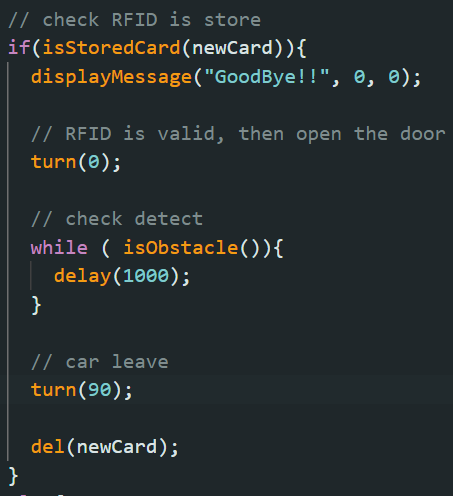 // check RFID is store
if(isStoredCard(newCard)){
displayMessage("GoodBye!!", 0, 0);
// RFID is valid, then open the door
turn(0);
// check detect
while ( isObstacle()){
delay(1000);
}
// car leave
turn(90);
del(newCard);
}